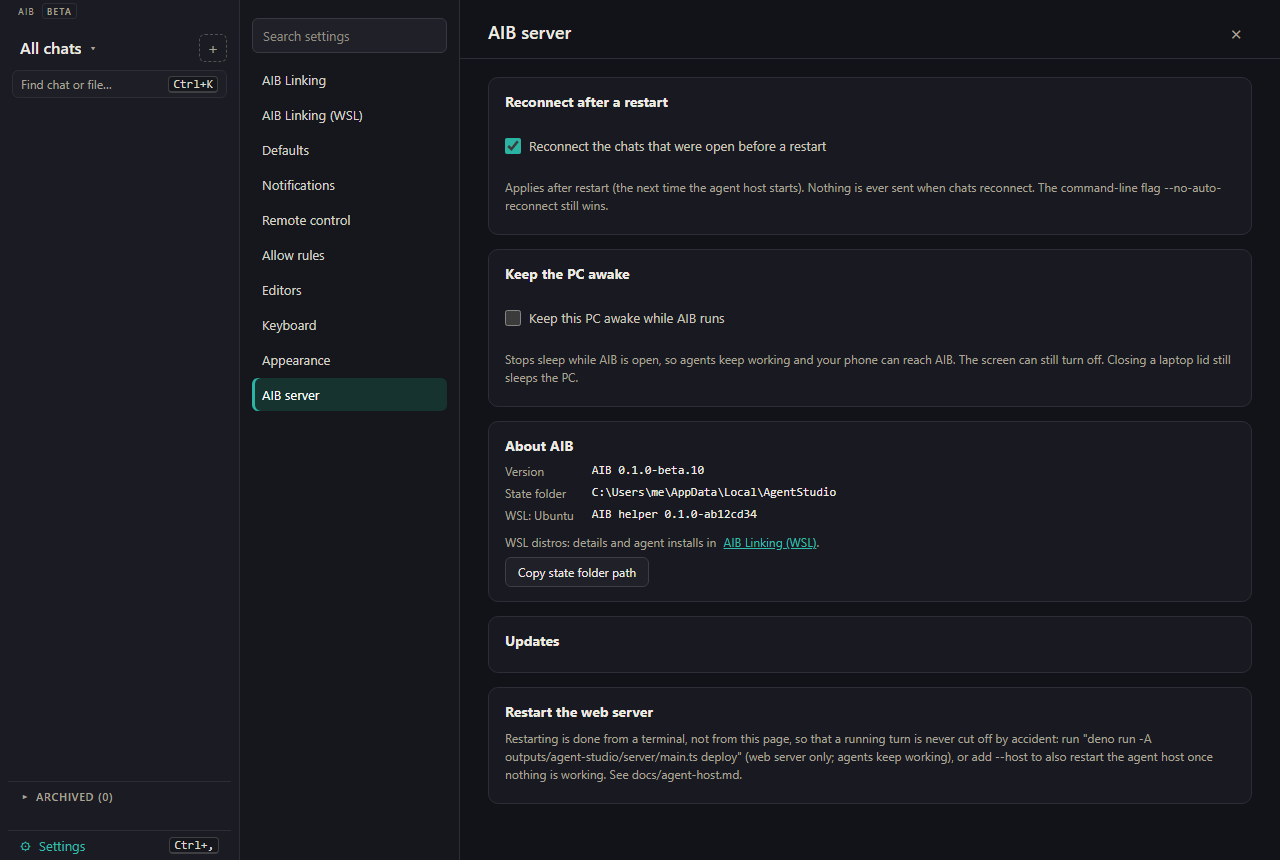 AIB BETA
All chats
+
Find chat or file... Ctrl+K
ARCHIVED (0)
Settings Ctrl+,
Search settings
AIB Linking
AIB Linking (WSL)
Defaults
Notifications
Remote control
Allow rules
Editors
Keyboard
Appearance
AIB server
AIB server
Reconnect after a restart
Reconnect the chats that were open before a restart
Applies after restart (the next time the agent host starts). Nothing is ever sent when chats reconnect. The command-line flag --no-auto-
reconnect still wins.
Keep the PC awake
Keep this PC awake while AIB runs
Stops sleep while AIB is open, so agents keep working and your phone can reach AIB. The screen can still turn off. Closing a laptop lid still
sleeps the PC.
About AIB
Version AIB 0.1.0-beta.10
State folder C:\Users\me\AppData\Local\AgentStudio
WSL: Ubuntu AIB helper 0.1.0-ab12cd34
WSL distros: details and agent installs in AIB Linking (WSL).
Copy state folder path
Updates
Restart the web server
Restarting is done from a terminal, not from this page, so that a running turn is never cut off by accident: run "deno run -A
outputs/agent-studio/server/main.ts deploy" (web server only; agents keep working), or add --host to also restart the agent host once
nothing is working. See docs/agent-host.md.